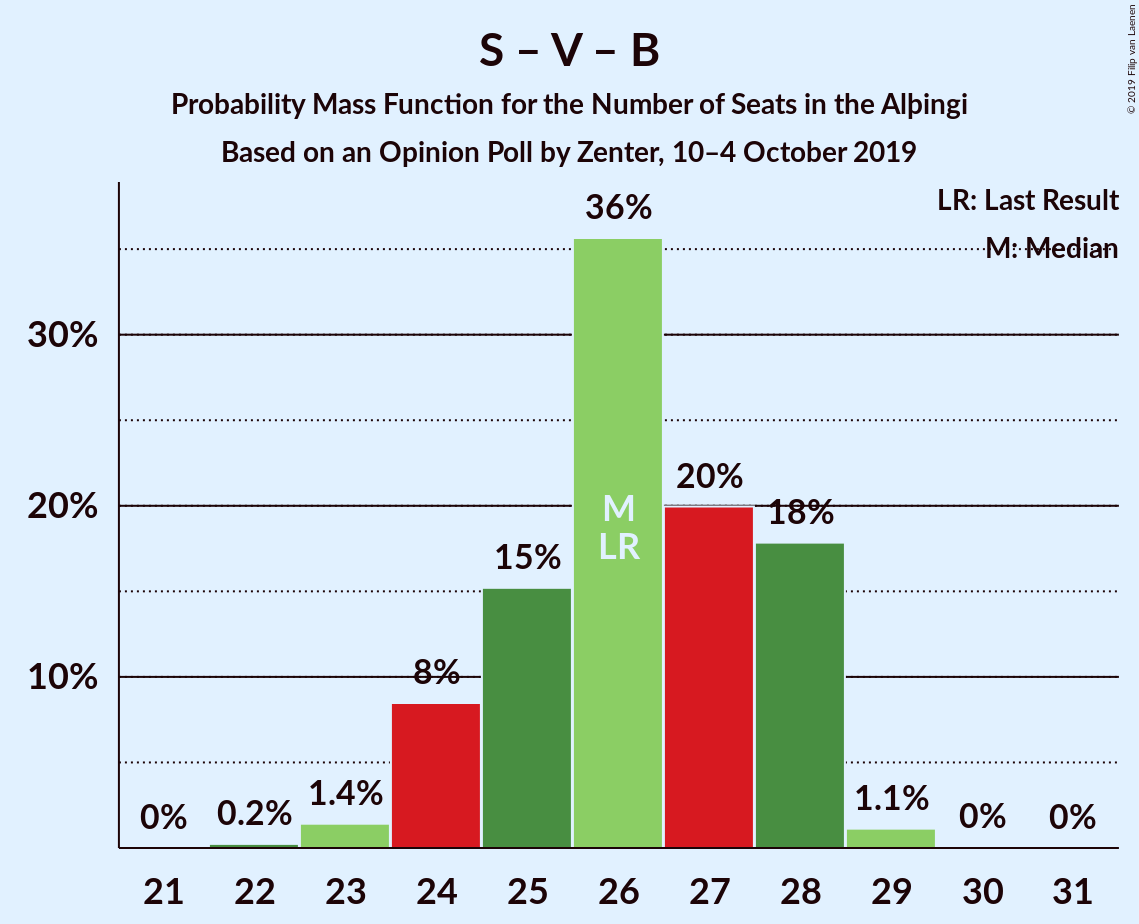 S – V – B
Probability Mass Function for the Number of Seats in the Alþingi
Based on an Opinion Poll by Zenter, 10–4 October 2019
© 2019 Filip van Laenen
LR: Last Result
M: Median
36%
30%
20%
20%
18%
M
LR
15%
10%
8%
1.4%
1.1%
0%
0.2%
0%
0%
21 22 23 24 25 26 27 28 29 30 31